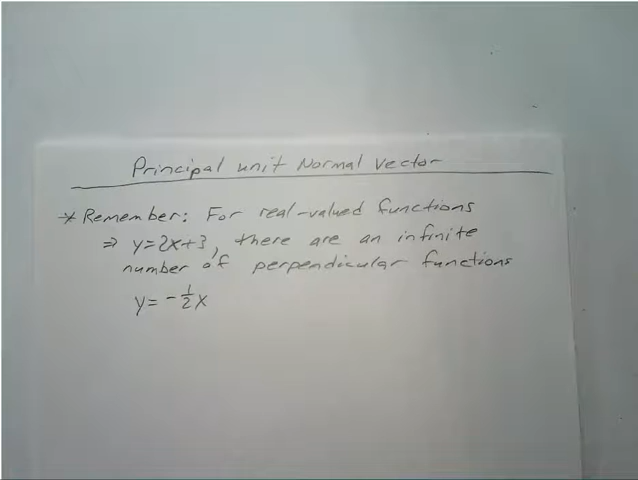 Principal unit Normal Vector
* Remember: For real-valued functions
⇒ y=2x+3, there are an infinite
number of perpendicular functions
y=-1/2x